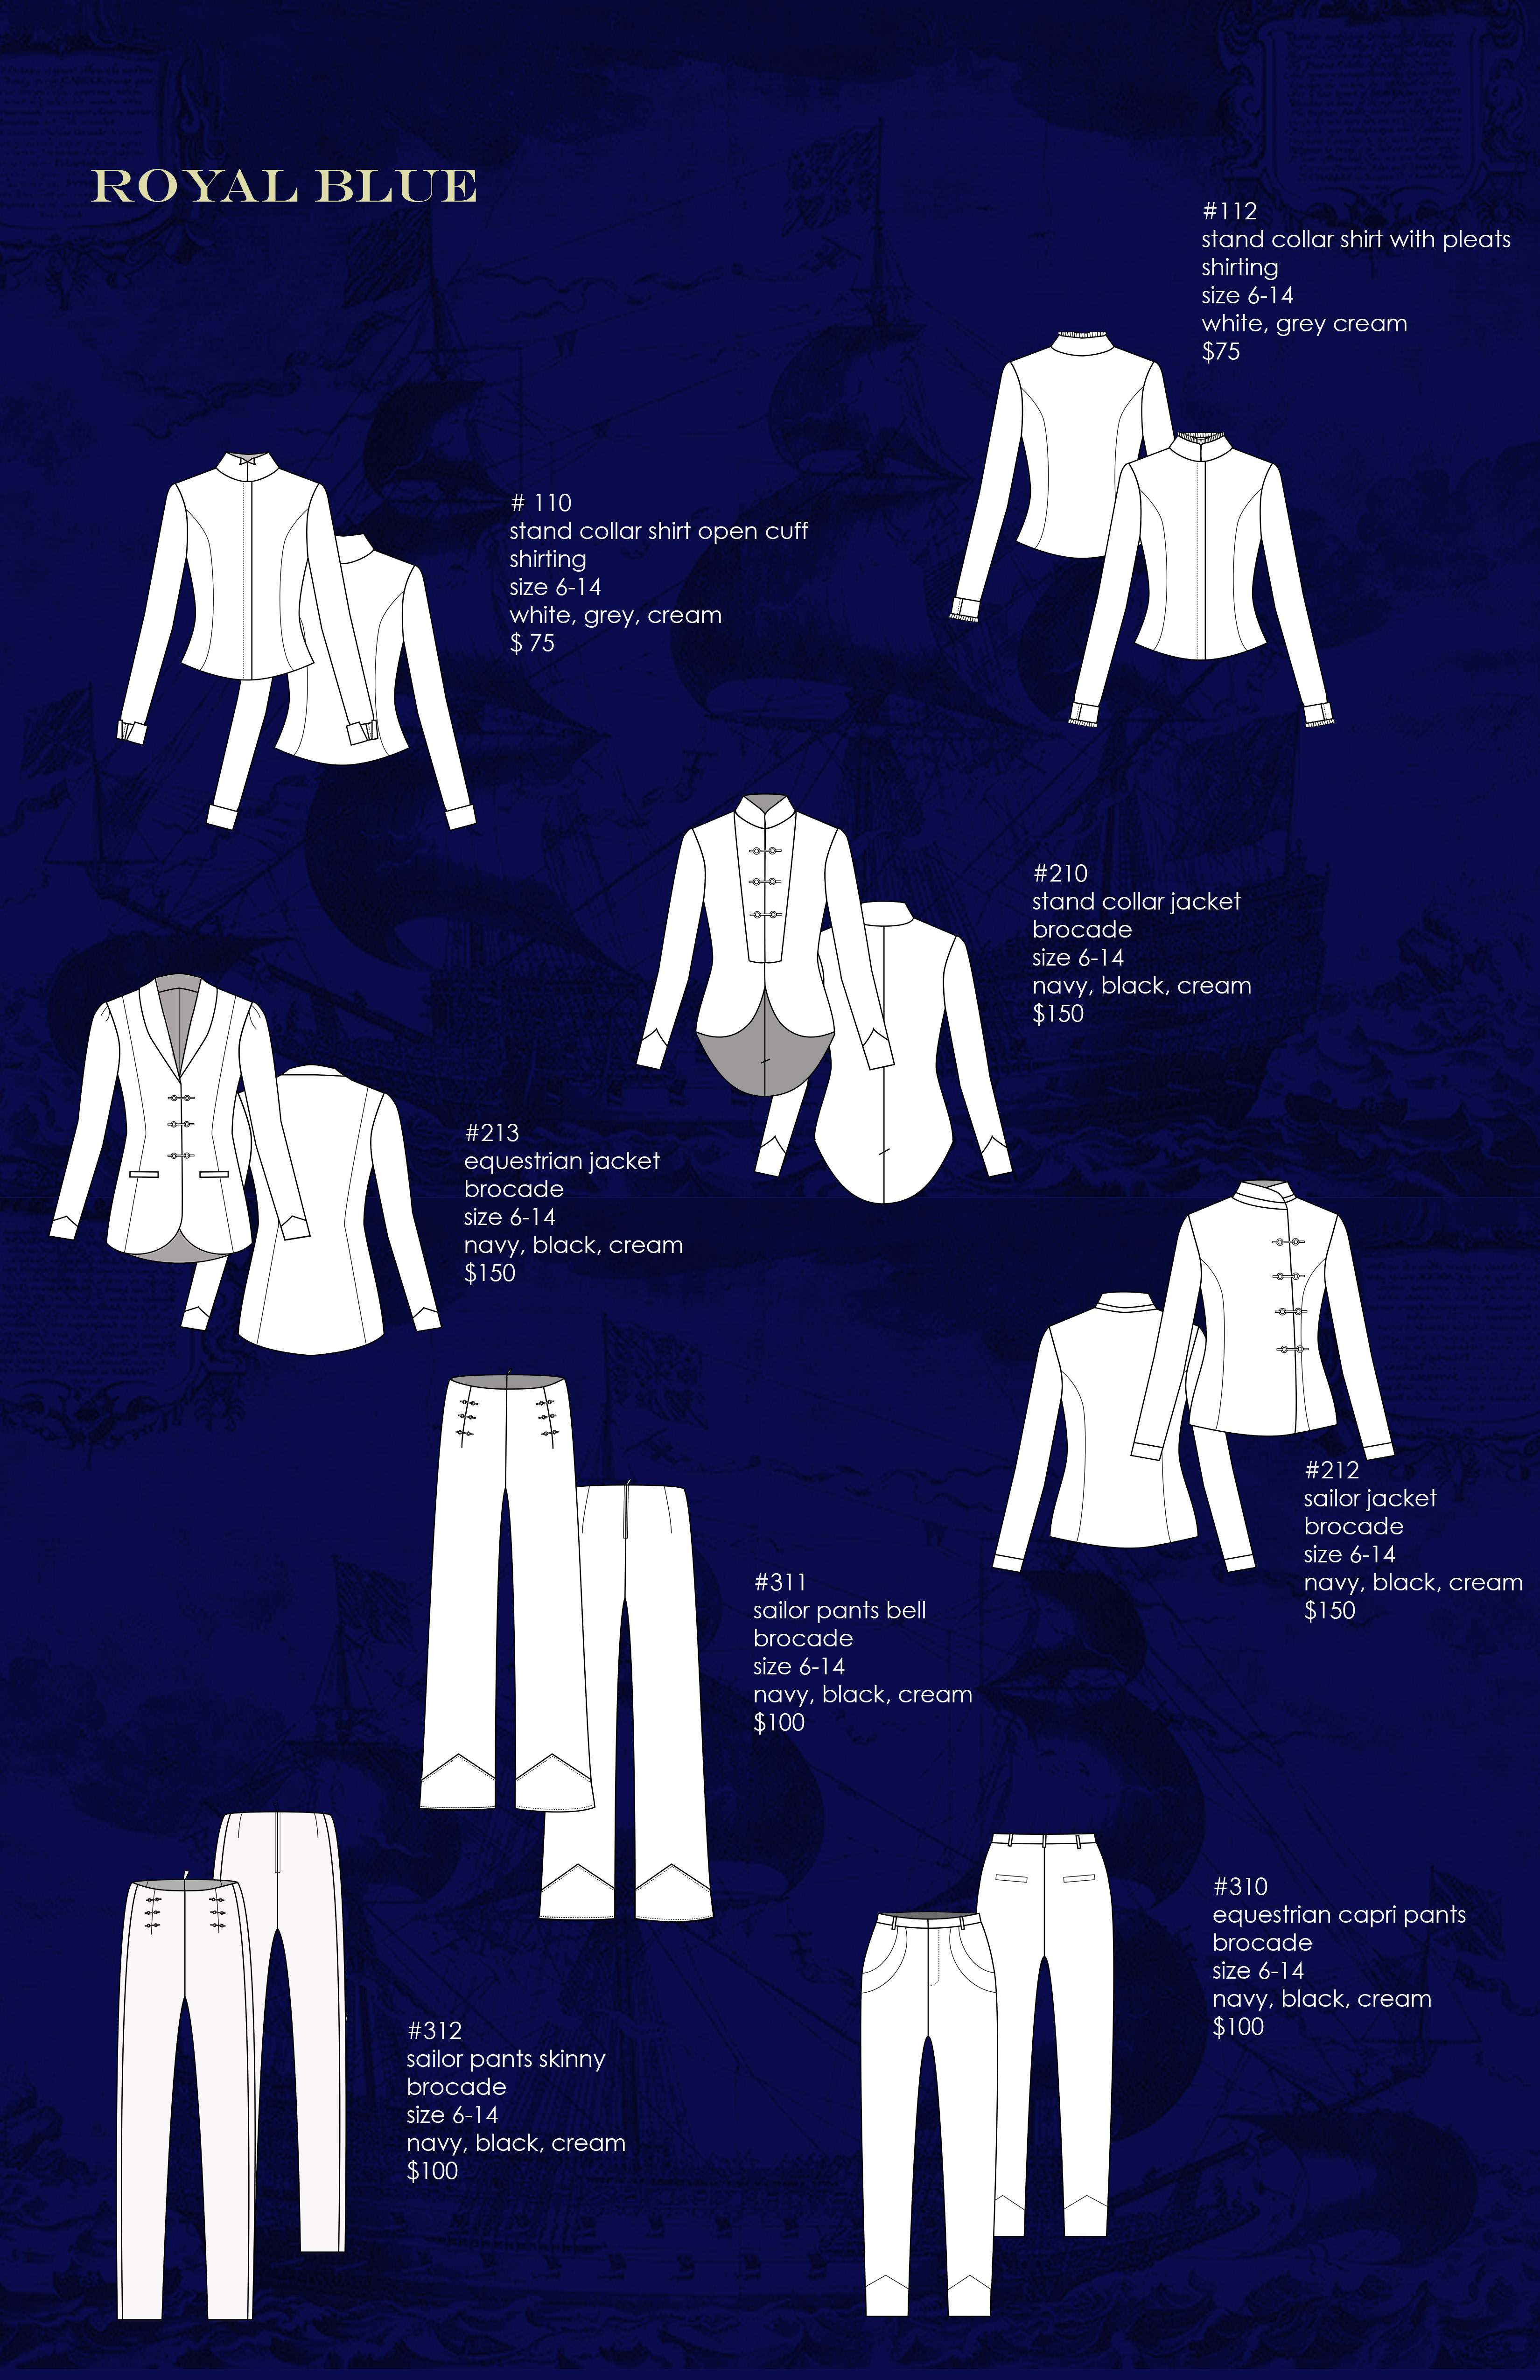 ROYAL BLUE
#112
stand collar shirt with pleats
shirting
size 6-14
white, grey cream
$75
# 110
stand collar shirt open cuff
shirting
size 6-14
white, grey, cream
$ 75
#210
stand collar jacket
brocade
size 6-14
navy, black, cream
$150
#213
equestrian jacket
brocade
size 6-14
navy, black, cream
$150
#212
sailor jacket
brocade
size 6-14
navy, black, cream
$150
#311
sailor pants bell
brocade
size 6-14
navy, black, cream
$100
#310
equestrian capri pants
brocade
size 6-14
navy, black, cream
$100
#312
sailor pants skinny
brocade
size 6-14
navy, black, cream
$100